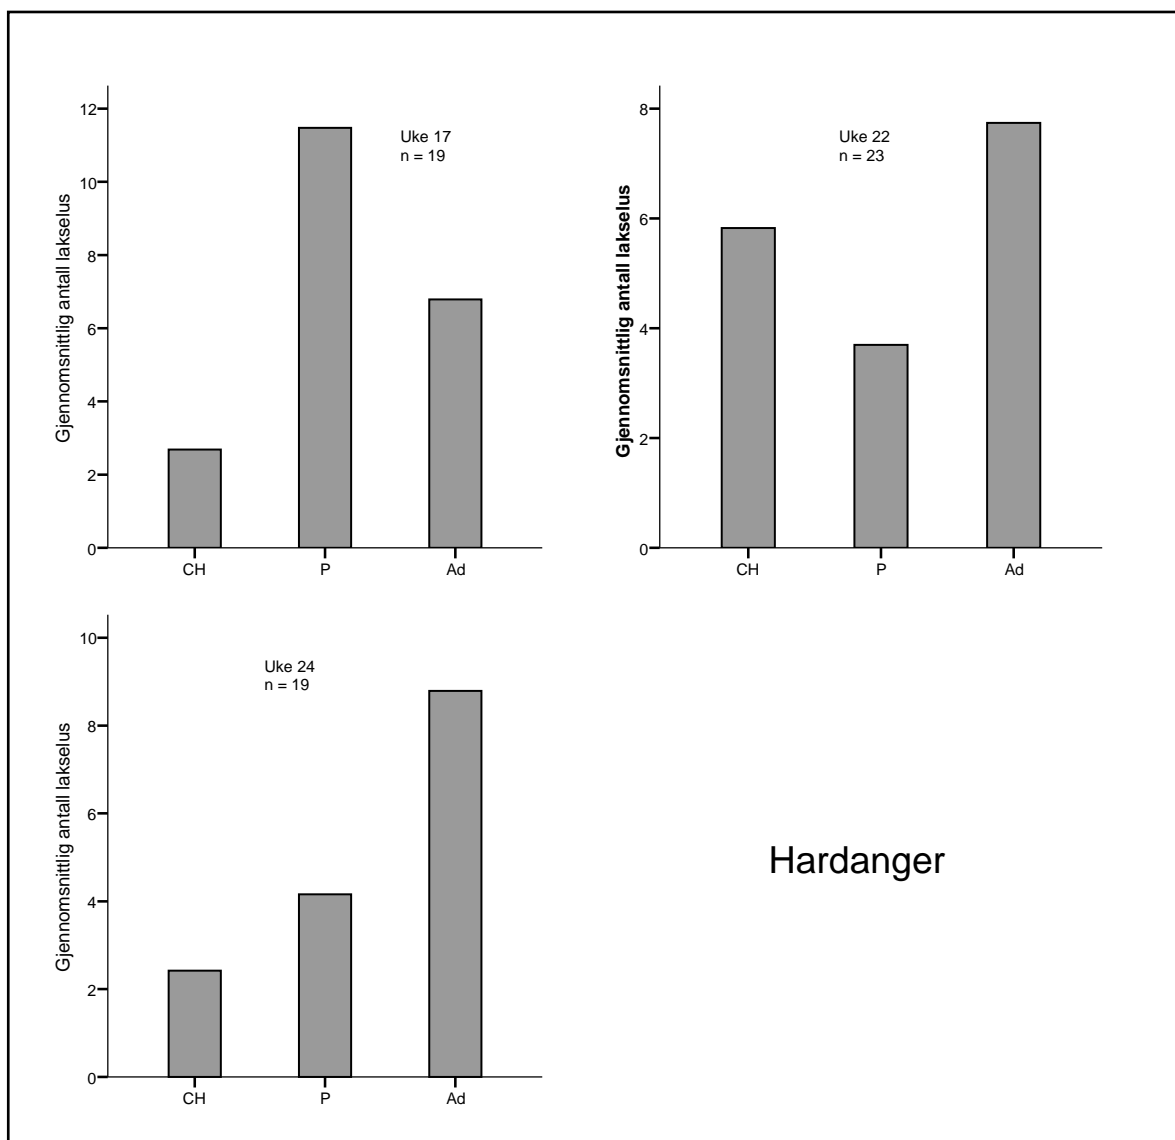 Gjennomsnittlig antall lakselus
12
10
8
6
4
2
0
Uke 17
n = 19
CH P Ad
Gjennomsnittlig antall lakselus
8
6
4
2
0
Uke 22
n = 23
CH P Ad
Gjennomsnittlig antall lakselus
10
8
6
4
2
0
Uke 24
n = 19
CH P Ad
Hardanger